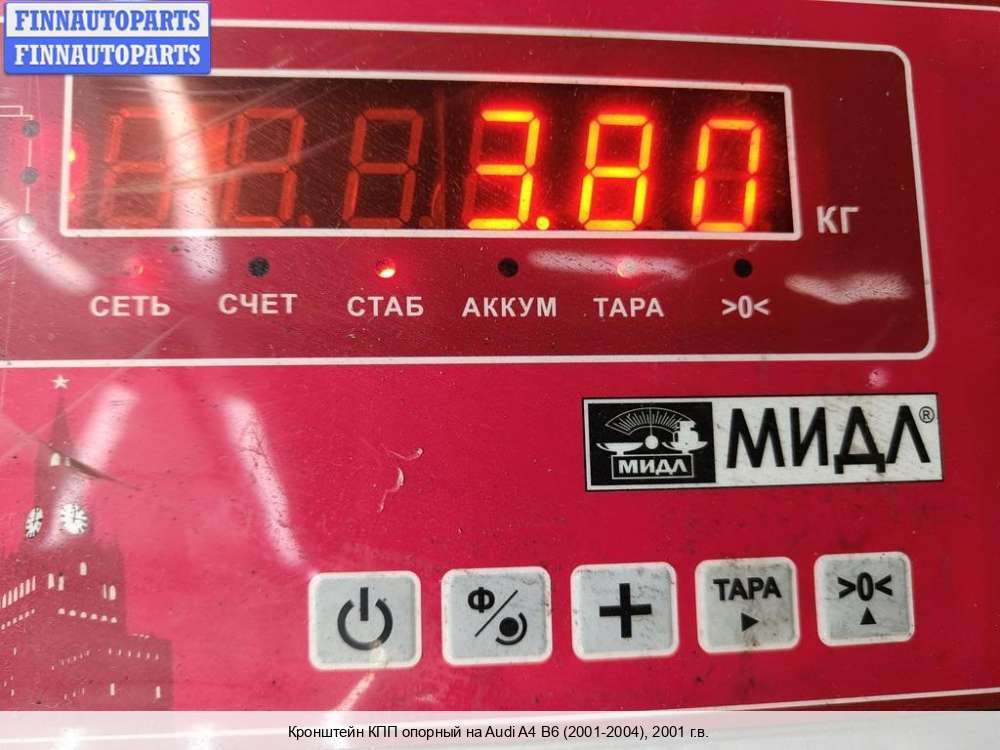 FINNAUTOPARTS
FINNAUTOPARTS
3.80 КГ
СЕТЬ СЧЕТ СТАБ АККУМ ТАРА >0<
МИДЛ МИДЛ®
Ф ТАРА >0<
Кронштейн КПП опорный на Audi A4 B6 (2001-2004), 2001 г.в.